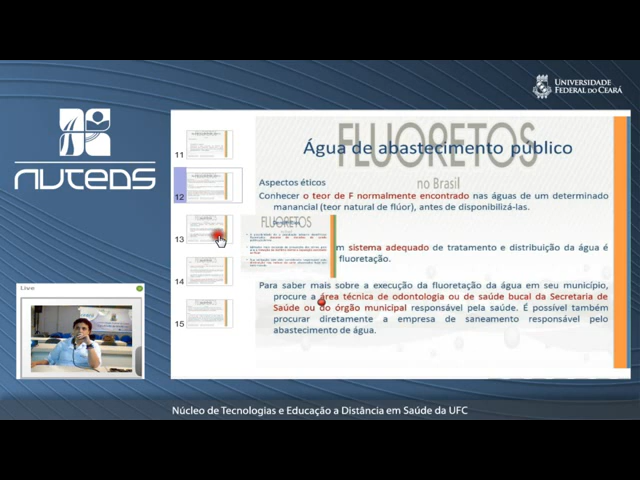 UNIVERSIDADE
FEDERAL DO CEARÁ
NUTEDS
FLUORETOS
no Brasil
Água de abastecimento público
Aspectos éticos
Conhecer o teor de F normalmente encontrado nas águas de um determinado
manancial (teor natural de flúor), antes de disponibilizá-las.
FLUORETOS
m sistema adequado de tratamento e distribuição da água é
fluoretação.
Para saber mais sobre a execução da fluoretação da água em seu município,
procure a área técnica de odontologia ou de saúde bucal da Secretaria de
Saúde ou do órgão municipal responsável pela saúde. É possível também
procurar diretamente a empresa de saneamento responsável pelo
abastecimento de água.
11
12
13
14
15
Live
Núcleo de Tecnologias e Educação a Distância em Saúde da UFC